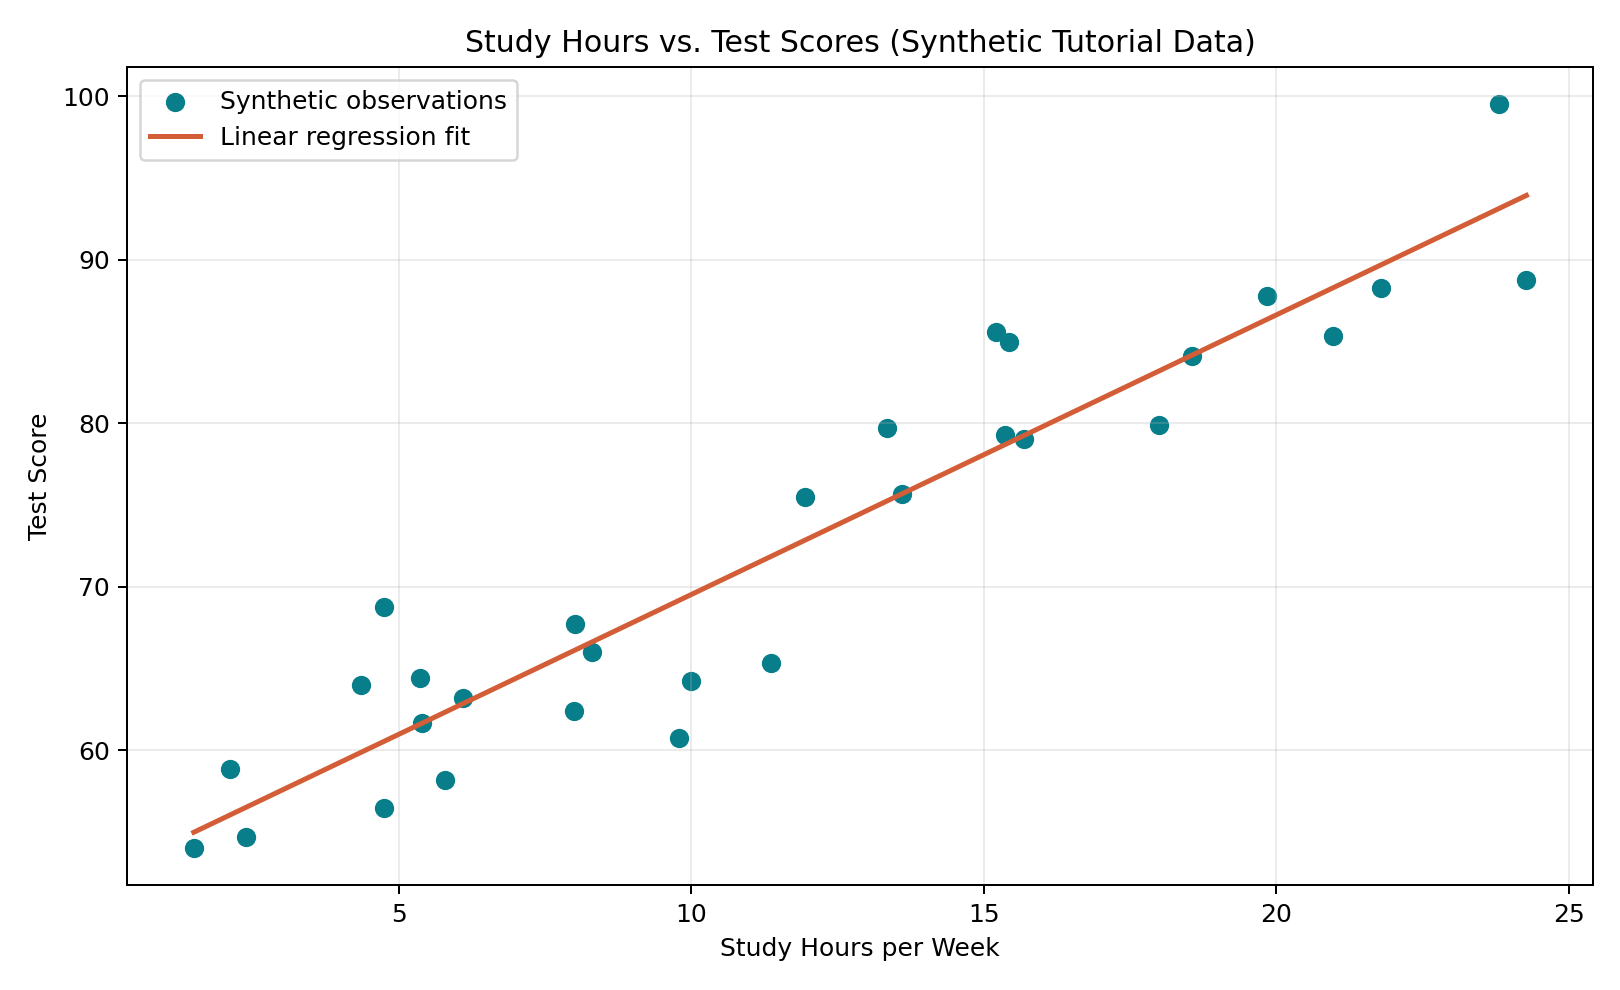 Study Hours vs. Test Scores (Synthetic Tutorial Data)
Synthetic observations
Linear regression fit
100
90
80
70
60
Test Score
5
10
15
20
25
Study Hours per Week